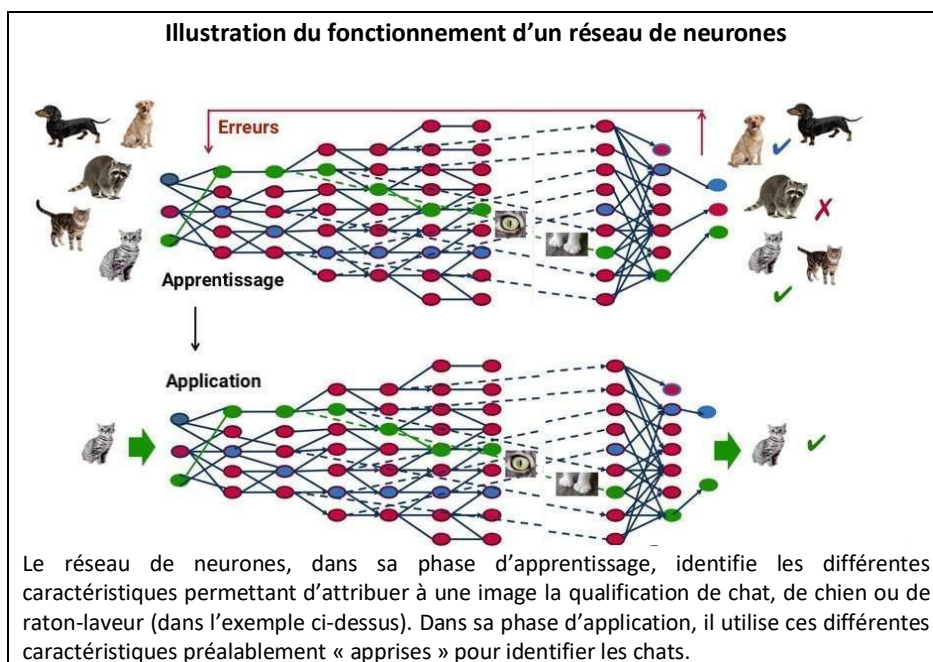 Illustration du fonctionnement d’un réseau de neurones
Erreurs
Apprentissage
Application
Le réseau de neurones, dans sa phase d’apprentissage, identifie les différentes
caractéristiques permettant d’attribuer à une image la qualification de chat, de chien ou de
raton-laveur (dans l’exemple ci-dessus). Dans sa phase d’application, il utilise ces différentes
caractéristiques préalablement « apprises » pour identifier les chats.